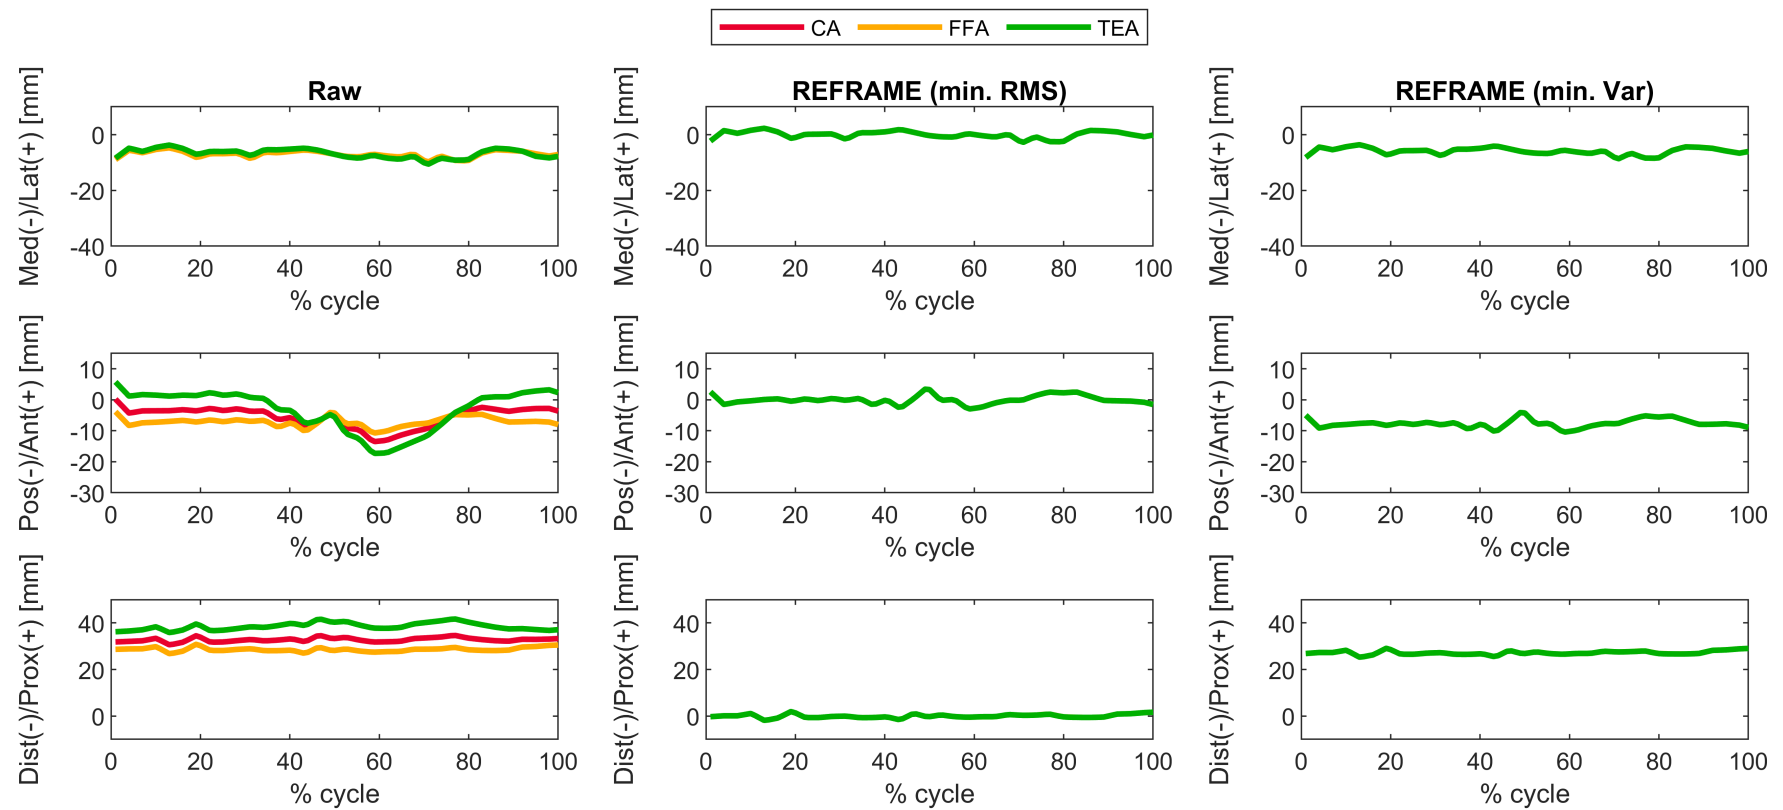 CA FFA TEA
Raw
REFRAME (min. RMS)
REFRAME (min. Var)
Med(-)/Lat(+) [mm]
0
-20
-40
0 20 40 60 80 100
% cycle
Med(-)/Lat(+) [mm]
0
-20
-40
0 20 40 60 80 100
% cycle
Med(-)/Lat(+) [mm]
0
-20
-40
0 20 40 60 80 100
% cycle
Pos(-)/Ant(+) [mm]
10
0
-10
-20
-30
0 20 40 60 80 100
% cycle
Pos(-)/Ant(+) [mm]
10
0
-10
-20
-30
0 20 40 60 80 100
% cycle
Pos(-)/Ant(+) [mm]
10
0
-10
-20
-30
0 20 40 60 80 100
% cycle
Dist(-)/Prox(+) [mm]
40
20
0
0 20 40 60 80 100
% cycle
Dist(-)/Prox(+) [mm]
40
20
0
0 20 40 60 80 100
% cycle
Dist(-)/Prox(+) [mm]
40
20
0
0 20 40 60 80 100
% cycle